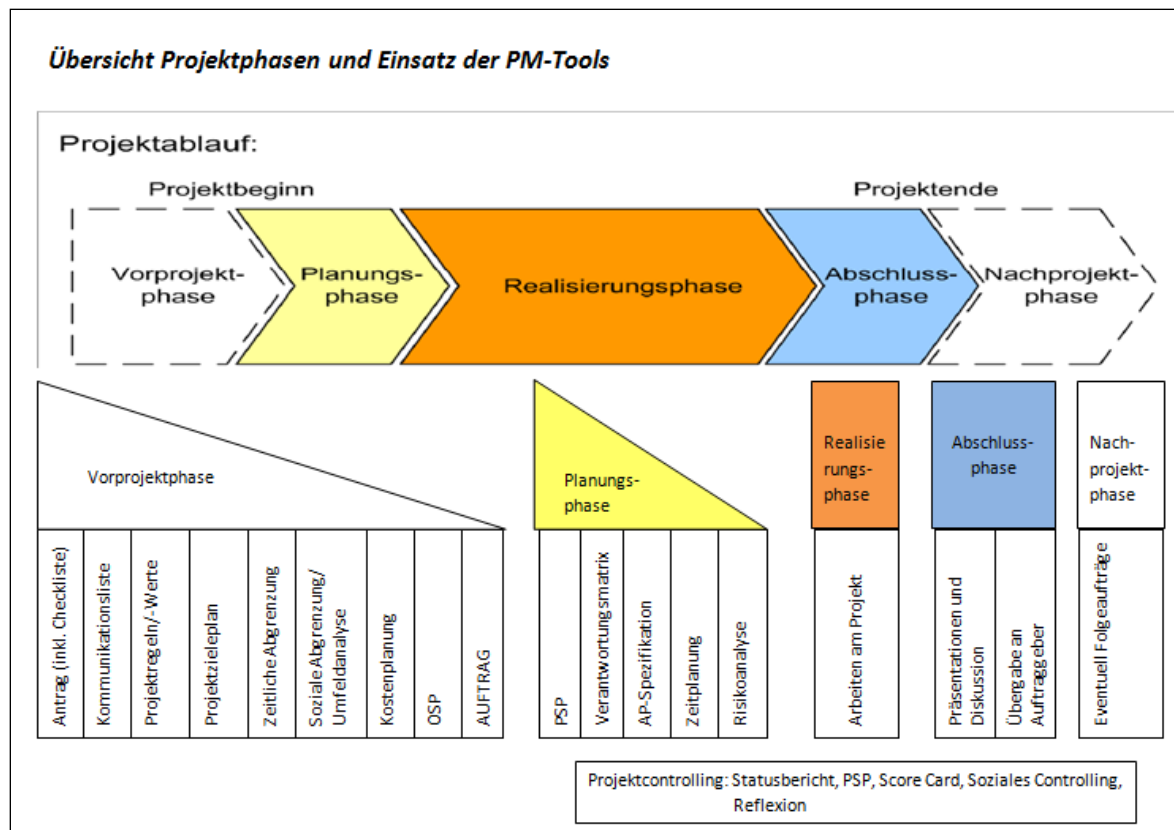 Übersicht Projektphasen und Einsatz der PM-Tools
Projektablauf:
Projektbeginn
Projektende
Vorprojekt-
phase
Planungs-
phase
Realisierungsphase
Abschluss-
phase
Nachprojekt-
phase
Vorprojektphase
Planungs-
phase
Realisie
rungs-
phase
Abschluss-
phase
Nach-
projekt-
phase
Antrag (inkl. Checkliste)
Kommunikationsliste
Projektregeln/-Werte
Projektzieleplan
Zeitliche Abgrenzung
Soziale Abgrenzung/
Umfeldanalyse
Kostenplanung
OSP
AUFTRAG
PSP
Verantwortungsmatrix
AP-Spezifikation
Zeitplanung
Risikoanalyse
Arbeiten am Projekt
Präsentationen und
Diskussion
Übergabe an
Auftraggeber
Eventuell Folgeaufträge
Projektcontrolling: Statusbericht, PSP, Score Card, Soziales Controlling,
Reflexion